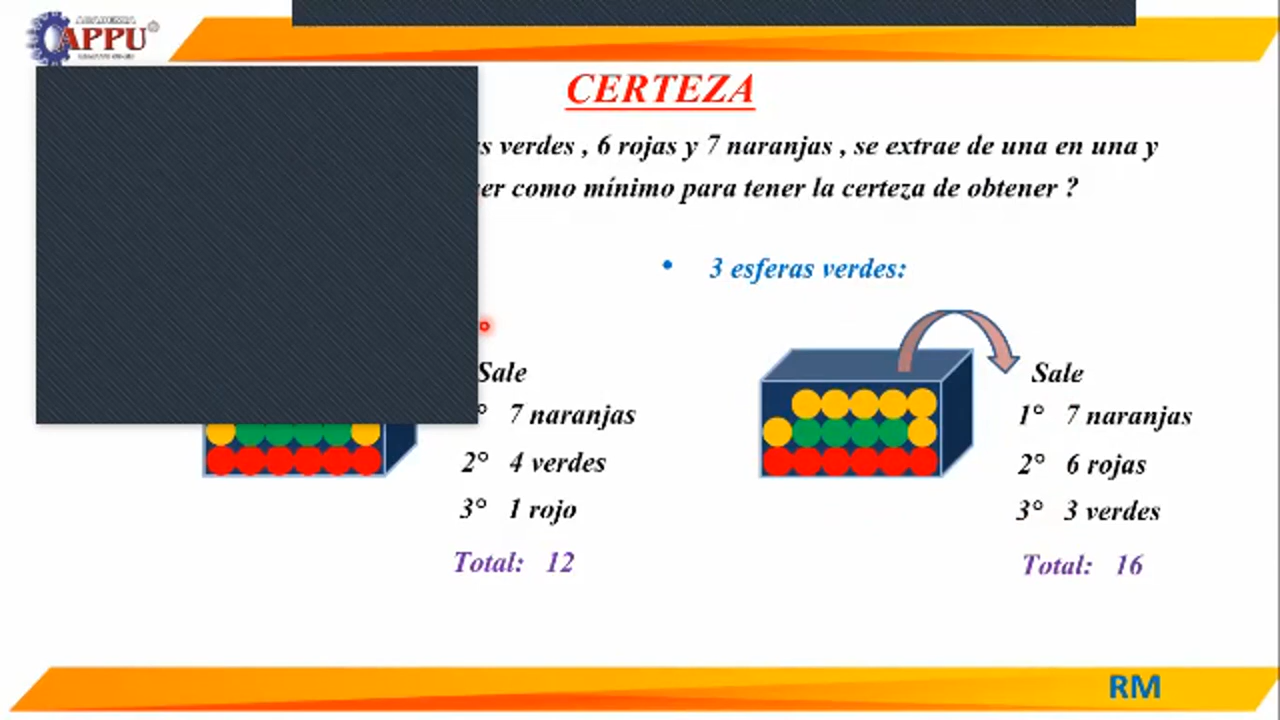 ACADEMIA
APPU
CERTEZA
verdes , 6 rojas y 7 naranjas , se extrae de una en una y
como mínimo para tener la certeza de obtener ?
• 3 esferas verdes:
Sale
7 naranjas
2° 4 verdes
3° 1 rojo
Total: 12
Sale
1° 7 naranjas
2° 6 rojas
3° 3 verdes
Total: 16
RM